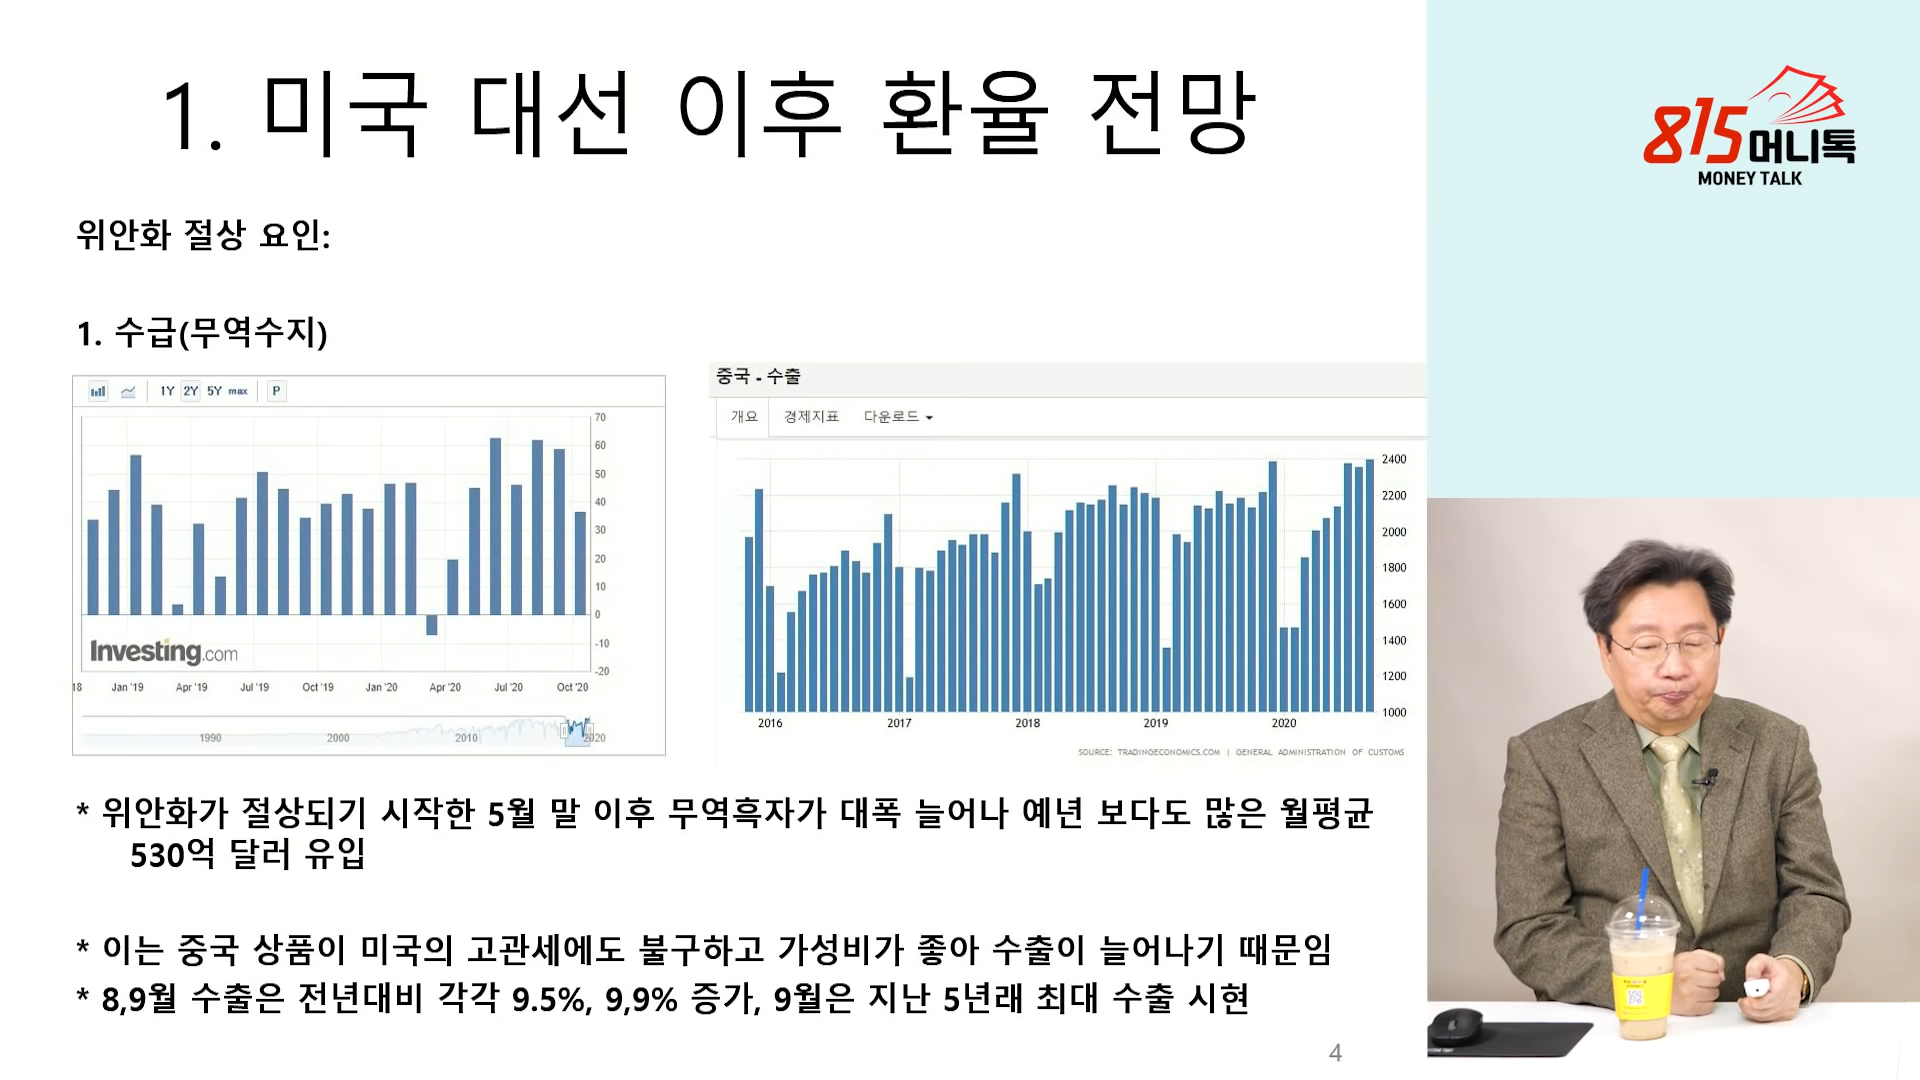 1. 미국 대선 이후 환율 전망
815머니톡
MONEY TALK
위안화 절상 요인:
1. 수급(무역수지)
1Y 2Y 5Y max P
70
60
50
40
30
20
10
0
-10
-20
Investing.com
18 Jan '19 Apr '19 Jul '19 Oct '19 Jan '20 Apr '20 Jul '20 Oct '20
1990 2000 2010 2020
중국 - 수출
개요 경제지표 다운로드
2400
2200
2000
1800
1600
1400
1200
1000
2016 2017 2018 2019 2020
SOURCE: TRADINGECONOMICS.COM | GENERAL ADMINISTRATION OF CUSTOMS
* 위안화가 절상되기 시작한 5월 말 이후 무역흑자가 대폭 늘어나 예년 보다도 많은 월평균
530억 달러 유입
* 이는 중국 상품이 미국의 고관세에도 불구하고 가성비가 좋아 수출이 늘어나기 때문임
* 8,9월 수출은 전년대비 각각 9.5%, 9,9% 증가, 9월은 지난 5년래 최대 수출 시현
4